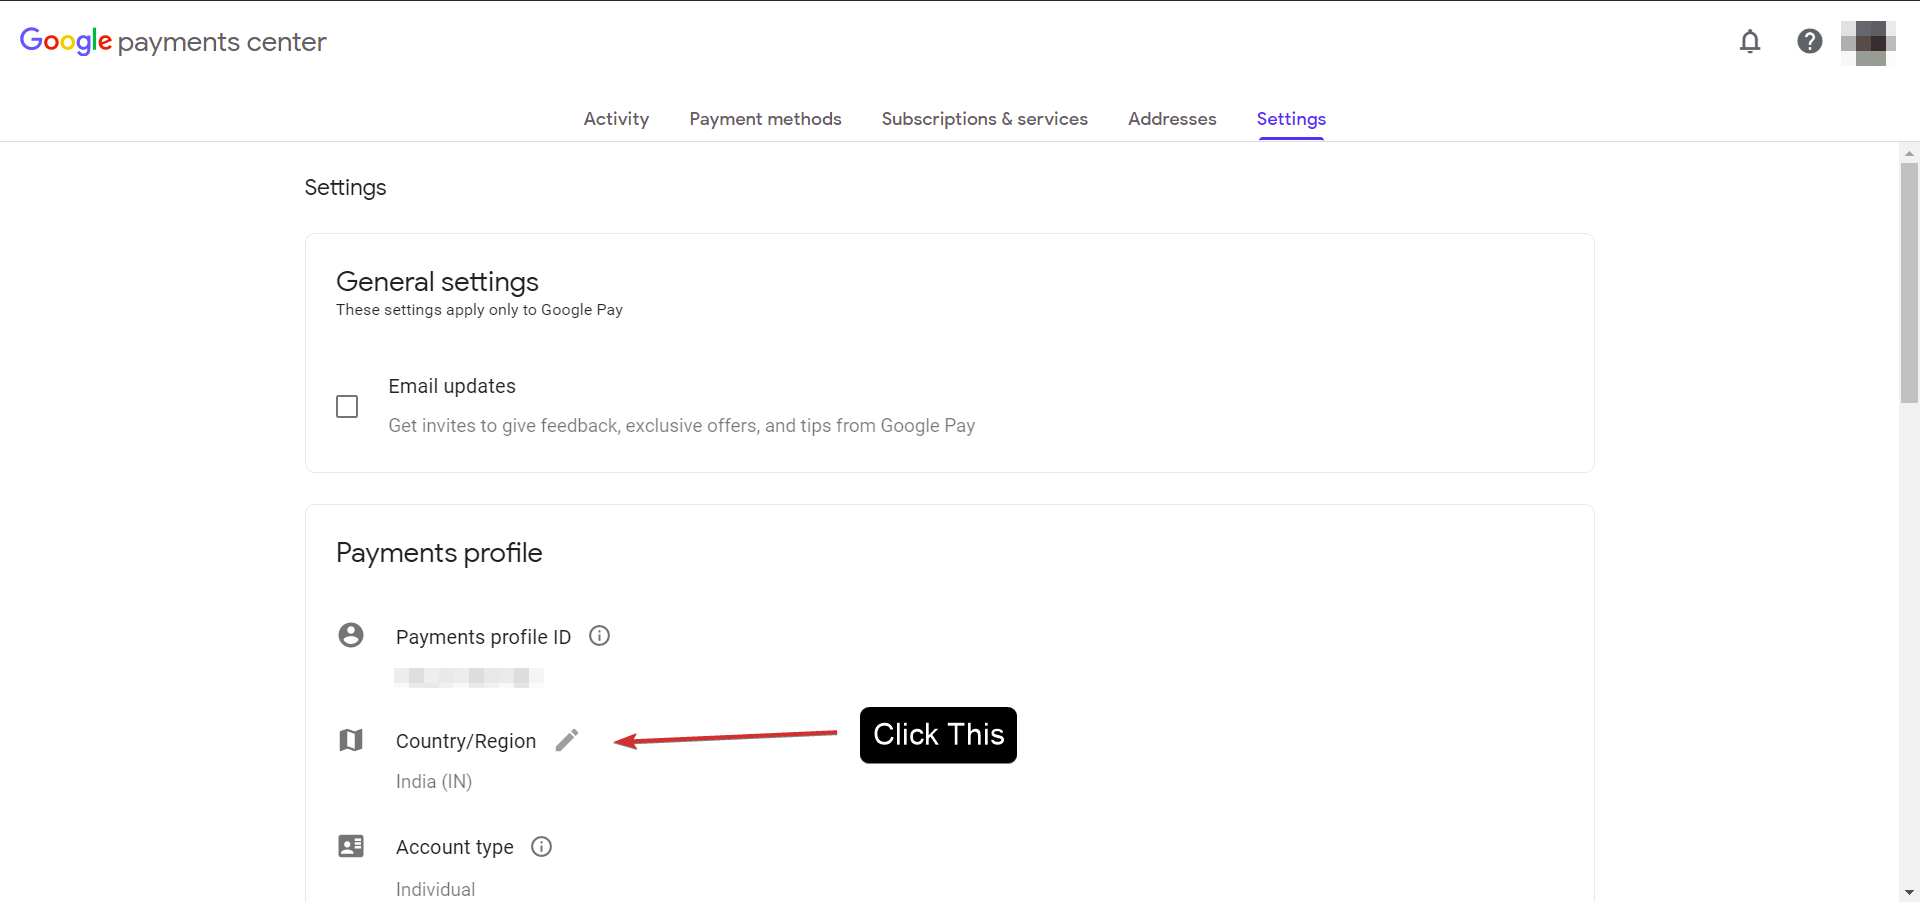 Google payments center
Activity Payment methods Subscriptions & services Addresses Settings
Settings
General settings
These settings apply only to Google Pay
Email updates
Get invites to give feedback, exclusive offers, and tips from Google Pay
Payments profile
Payments profile ID
Country/Region
Click This
India (IN)
Account type
Individual